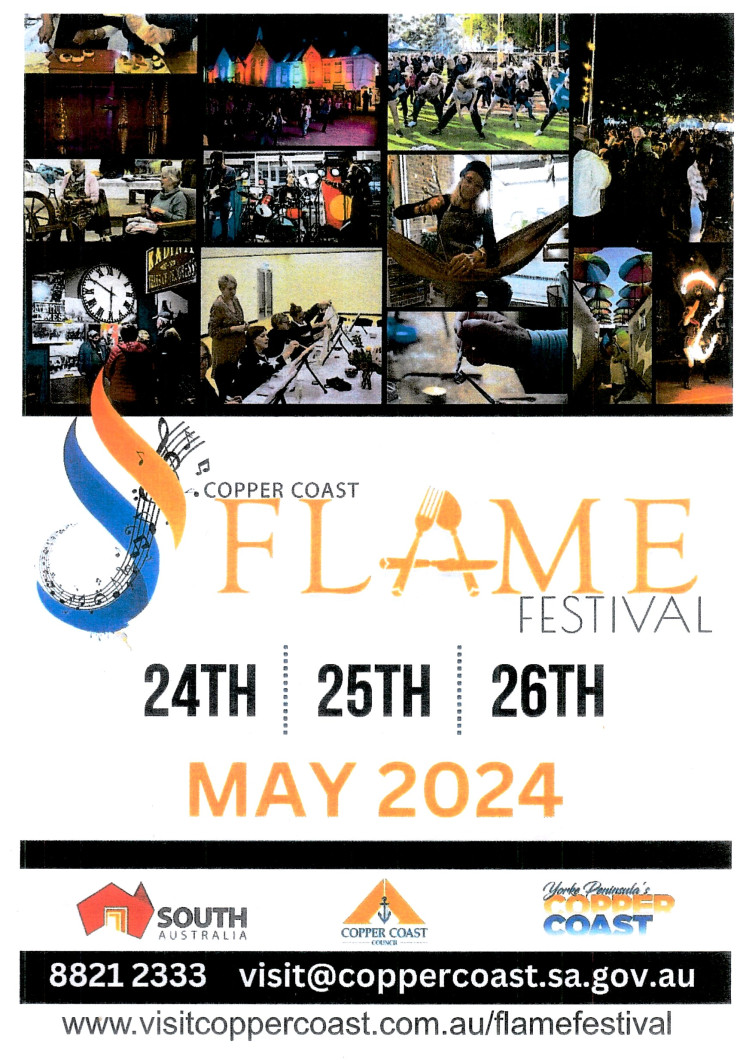 KADINA
COPPER COAST
FLAME
FESTIVAL
24TH 25TH 26TH
MAY 2024
SOUTH
AUSTRALIA
COPPER COAST
COUNCIL
Yorke Peninsula's
COPPER
COAST
8821 2333 visit@coppercoast.sa.gov.au
www.visitcoppercoast.com.au/flamefestival